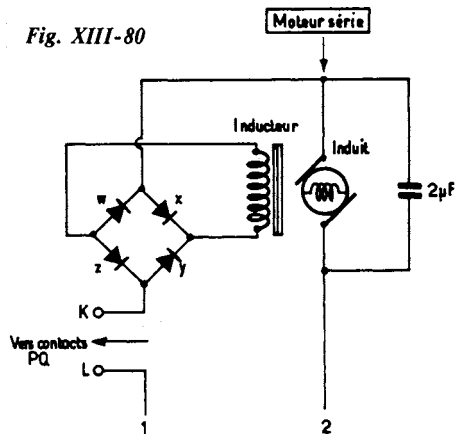 Fig. XIII-80
Moteur série
Inducteur
Induit
2µF
w
x
z
y
K
Vers contacts
PQ
L
1
2